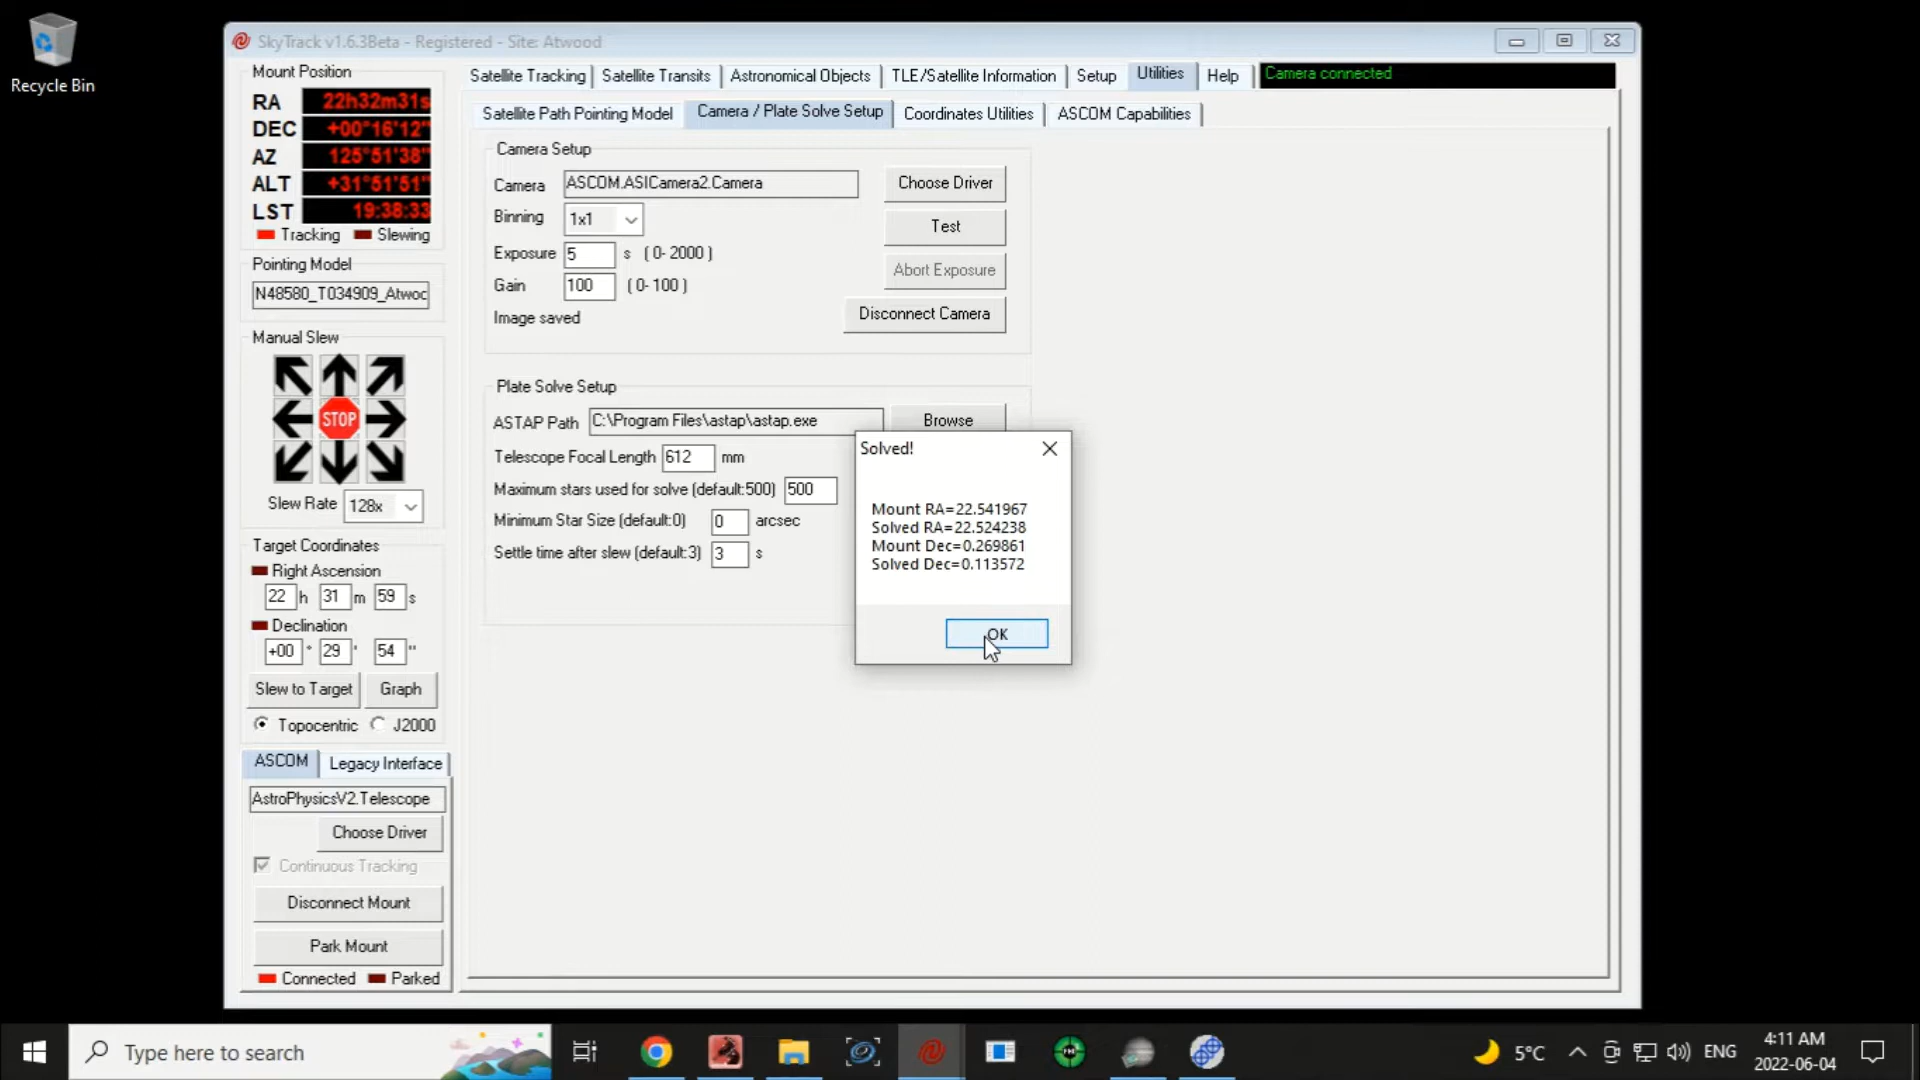 Recycle Bin
SkyTrack v1.6.3Beta - Registered - Site: Atwood
Mount Position
RA 22h32m31s
DEC +00°16'12"
AZ 125°51'38"
ALT +31°51'51"
LST 19:38:33
Tracking Slewing
Pointing Model
N48580_T034909_Atwoc
Manual Slew
STOP
Slew Rate 128x
Target Coordinates
Right Ascension
22 h 31 m 59 s
Declination
+00 ° 29 ' 54 "
Slew to Target Graph
Topocentric J2000
ASCOM Legacy Interface
AstroPhysicsV2.Telescope
Choose Driver
Continuous Tracking
Disconnect Mount
Park Mount
Connected Parked
Satellite Tracking Satellite Transits Astronomical Objects TLE/Satellite Information Setup Utilities Help Camera connected
Satellite Path Pointing Model Camera / Plate Solve Setup Coordinates Utilities ASCOM Capabilities
Camera Setup
Camera ASCOM.ASICamera2.Camera Choose Driver
Binning 1x1 Test
Exposure 5 s ( 0- 2000 )
Abort Exposure
Gain 100 ( 0- 100 )
Image saved Disconnect Camera
Plate Solve Setup
ASTAP Path C:\Program Files\astap\astap.exe Browse
Telescope Focal Length 612 mm
Maximum stars used for solve (default:500) 500
Minimum Star Size (default:0) 0 arcsec
Settle time after slew (default:3) 3 s
Solved!
Mount RA=22.541967
Solved RA=22.524238
Mount Dec=0.269861
Solved Dec=0.113572
OK
Type here to search
5°C ENG 4:11 AM
2022-06-04